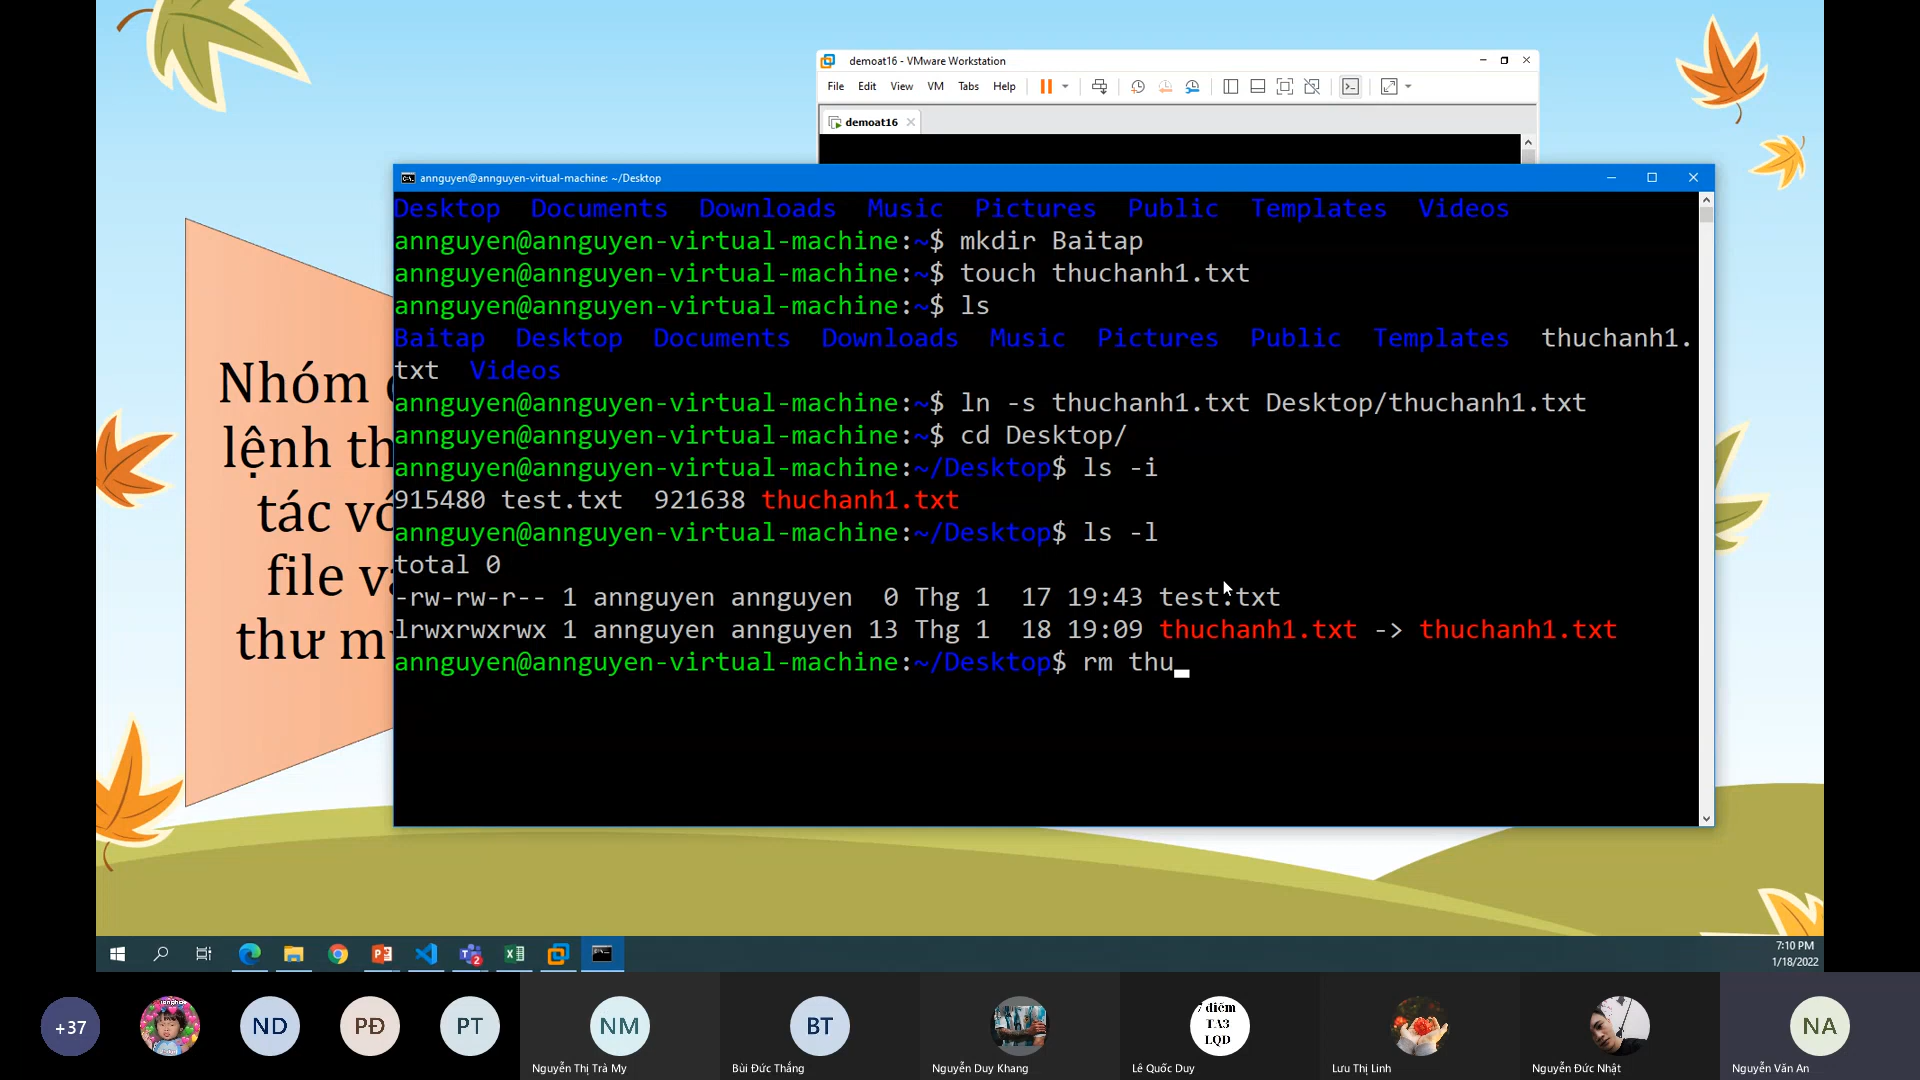 demoat16 - VMware Workstation
File Edit View VM Tabs Help
demoat16
annguyen@annguyen-virtual-machine: ~/Desktop
Desktop Documents Downloads Music Pictures Public Templates Videos
annguyen@annguyen-virtual-machine:~$ mkdir Baitap
annguyen@annguyen-virtual-machine:~$ touch thuchanh1.txt
annguyen@annguyen-virtual-machine:~$ ls
Baitap Desktop Documents Downloads Music Pictures Public Templates thuchanh1.
txt Videos
annguyen@annguyen-virtual-machine:~$ ln -s thuchanh1.txt Desktop/thuchanh1.txt
annguyen@annguyen-virtual-machine:~$ cd Desktop/
annguyen@annguyen-virtual-machine:~/Desktop$ ls -i
915480 test.txt 921638 thuchanh1.txt
annguyen@annguyen-virtual-machine:~/Desktop$ ls -l
total 0
-rw-rw-r-- 1 annguyen annguyen 0 Thg 1 17 19:43 test.txt
lrwxrwxrwx 1 annguyen annguyen 13 Thg 1 18 19:09 thuchanh1.txt -> thuchanh1.txt
annguyen@annguyen-virtual-machine:~/Desktop$ rm thu
Nhóm
lệnh th
tác vớ
file v
thư m
7:10 PM
1/18/2022
+37
ND
PĐ
PT
NM
Nguyễn Thị Trà My
BT
Bùi Đức Thắng
Nguyễn Duy Khang
7 điểm
TA3
LQD
Lê Quốc Duy
Lưu Thị Linh
Nguyễn Đức Nhật
NA
Nguyễn Văn An